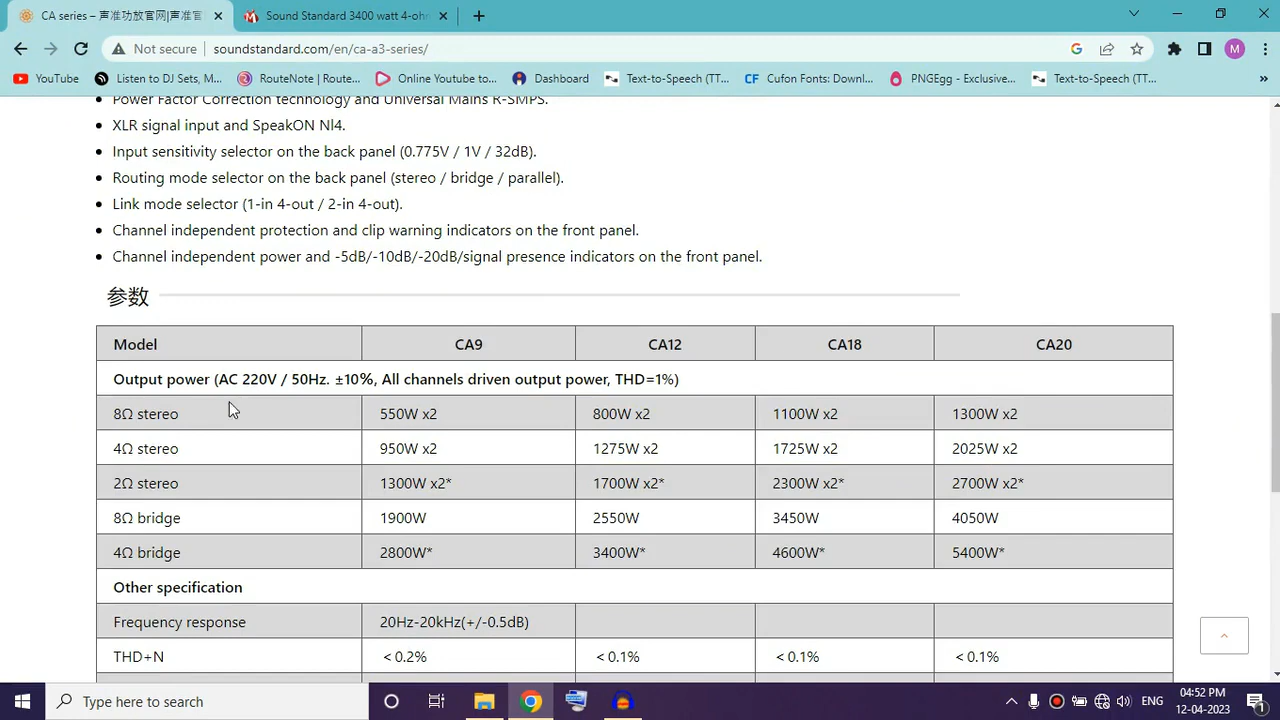 CA series – 声准功放官网|声准官
Sound Standard 3400 watt 4-ohm
Not secure
soundstandard.com/en/ca-a3-series/
YouTube
Listen to DJ Sets, M...
RouteNote | Route...
Online Youtube to...
Dashboard
Text-to-Speech (TT...
CF Cufon Fonts: Downl...
PNGEgg - Exclusive...
Text-to-Speech (TT...
»
M
Power Factor Correction technology and Universal Mains R-SMPS.
XLR signal input and SpeakON Nl4.
Input sensitivity selector on the back panel (0.775V / 1V / 32dB).
Routing mode selector on the back panel (stereo / bridge / parallel).
Link mode selector (1-in 4-out / 2-in 4-out).
Channel independent protection and clip warning indicators on the front panel.
Channel independent power and -5dB/-10dB/-20dB/signal presence indicators on the front panel.
参数
Model CA9 CA12 CA18 CA20
Output power (AC 220V / 50Hz. ±10%, All channels driven output power, THD=1%)
8Ω stereo 550W x2 800W x2 1100W x2 1300W x2
4Ω stereo 950W x2 1275W x2 1725W x2 2025W x2
2Ω stereo 1300W x2* 1700W x2* 2300W x2* 2700W x2*
8Ω bridge 1900W 2550W 3450W 4050W
4Ω bridge 2800W* 3400W* 4600W* 5400W*
Other specification
Frequency response 20Hz-20kHz(+/-0.5dB)
THD+N < 0.2% < 0.1% < 0.1% < 0.1%
Type here to search
ENG
04:52 PM
12-04-2023
1